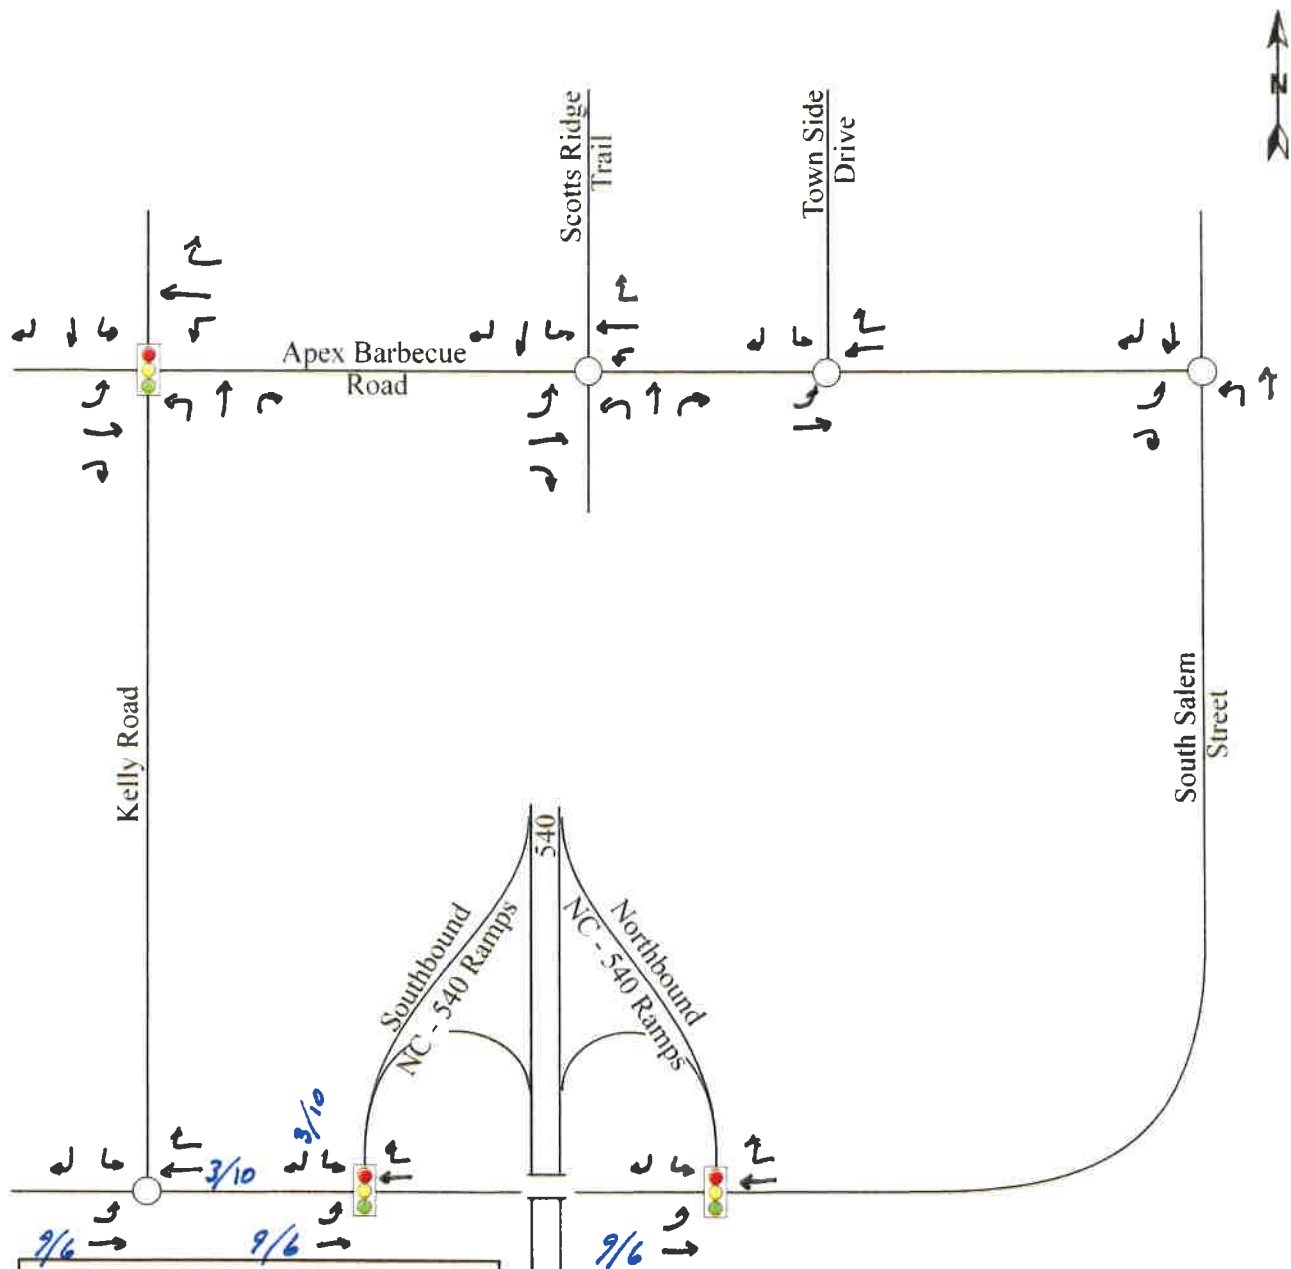 N
Scotts Ridge
Trail
Town Side
Drive
Apex Barbecue
Road
Kelly Road
South Salem
Street
540
Southbound
NC - 540 Ramps
Northbound
NC - 540 Ramps
3/10
3/10
9/6
9/6
9/6